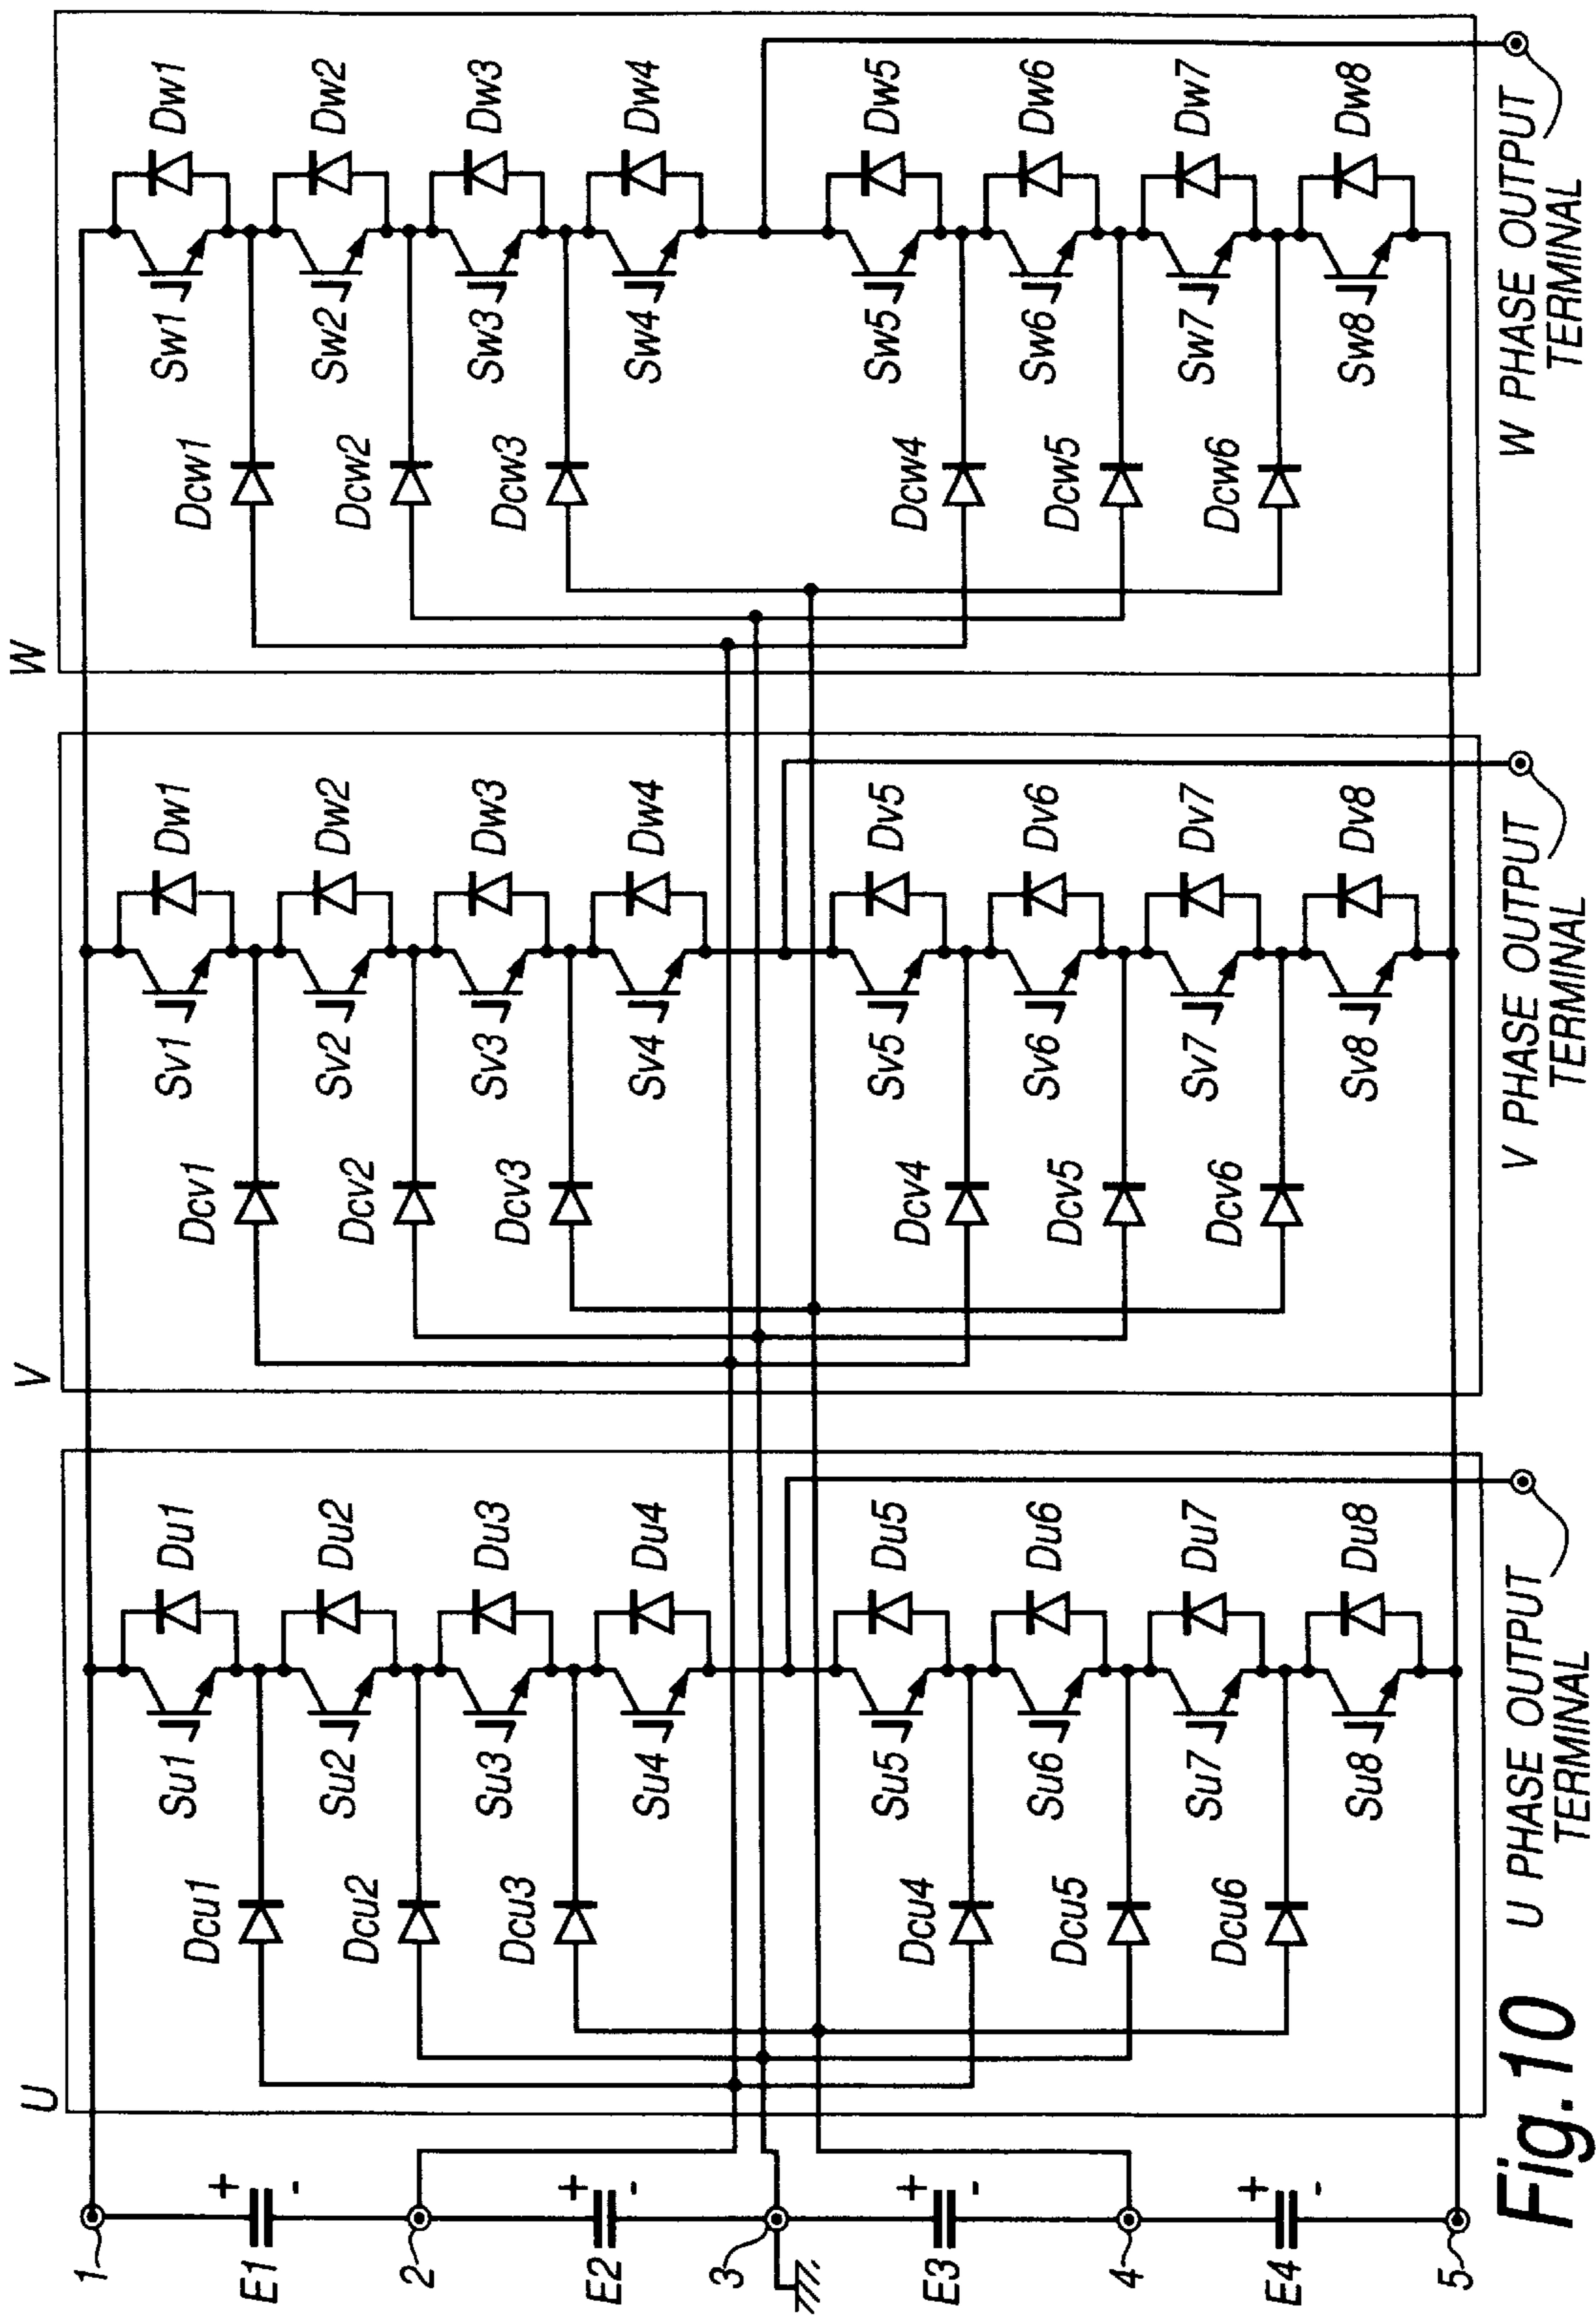 U
V
W
1
E1
+
-
2
E2
+
-
3
E3
+
-
4
E4
+
-
5
Dcu1
Su1
Du1
Dcu2
Su2
Du2
Dcu3
Su3
Du3
Su4
Du4
Dcu4
Su5
Du5
Dcu5
Su6
Du6
Dcu6
Su7
Du7
Su8
Du8
Dcv1
Sv1
Dw1
Dcv2
Sv2
Dw2
Dcv3
Sv3
Dw3
Sv4
Dw4
Dcv4
Sv5
Dv5
Dcv5
Sv6
Dv6
Dcv6
Sv7
Dv7
Sv8
Dv8
Dcw1
Sw1
Dw1
Dcw2
Sw2
Dw2
Dcw3
Sw3
Dw3
Sw4
Dw4
Dcw4
Sw5
Dw5
Dcw5
Sw6
Dw6
Dcw6
Sw7
Dw7
Sw8
Dw8
U PHASE OUTPUT
TERMINAL
V PHASE OUTPUT
TERMINAL
W PHASE OUTPUT
TERMINAL
Fig.10